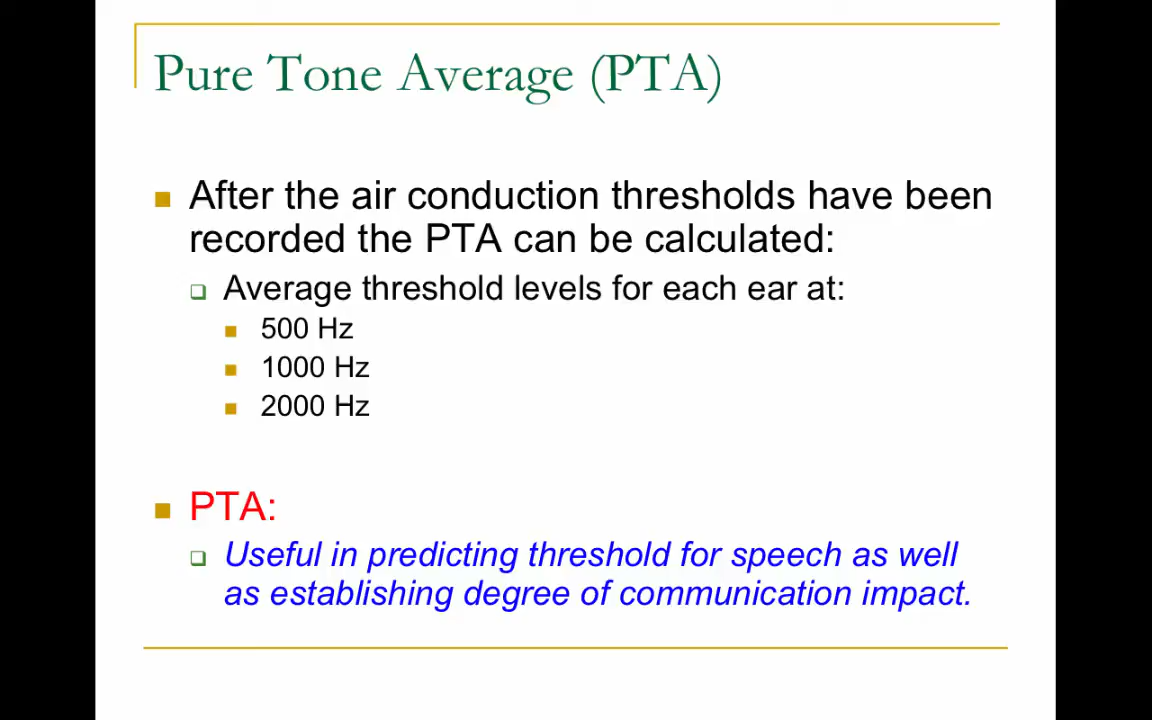 Pure Tone Average (PTA)
After the air conduction thresholds have been
recorded the PTA can be calculated:
Average threshold levels for each ear at:
500 Hz
1000 Hz
2000 Hz
PTA:
Useful in predicting threshold for speech as well
as establishing degree of communication impact.